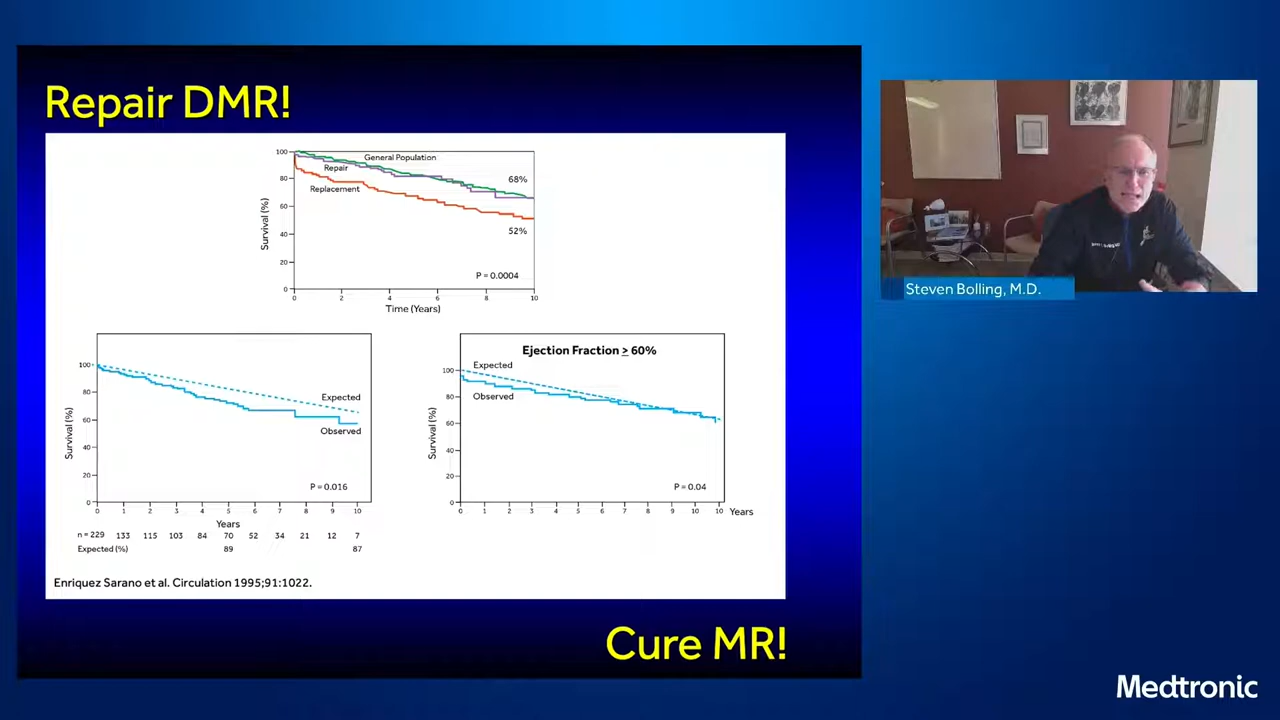 Repair DMR!
100
80
60
40
20
0
Survival (%)
General Population
Repair
Replacement
68%
52%
P = 0.0004
0 2 4 6 8 10
Time (Years)
100
80
60
40
20
0
Survival (%)
Expected
Observed
P = 0.016
0 1 2 3 4 5 6 7 8 9 10
Years
n = 229 133 115 103 84 70 52 34 21 12 7
Expected (%) 89 87
Ejection Fraction ≥ 60%
100
80
60
40
20
0
Survival (%)
Expected
Observed
P = 0.04
0 1 2 3 4 5 6 7 8 9 10 10
Years
Enriquez Sarano et al. Circulation 1995;91:1022.
Cure MR!
Steven Bolling, M.D.
Medtronic